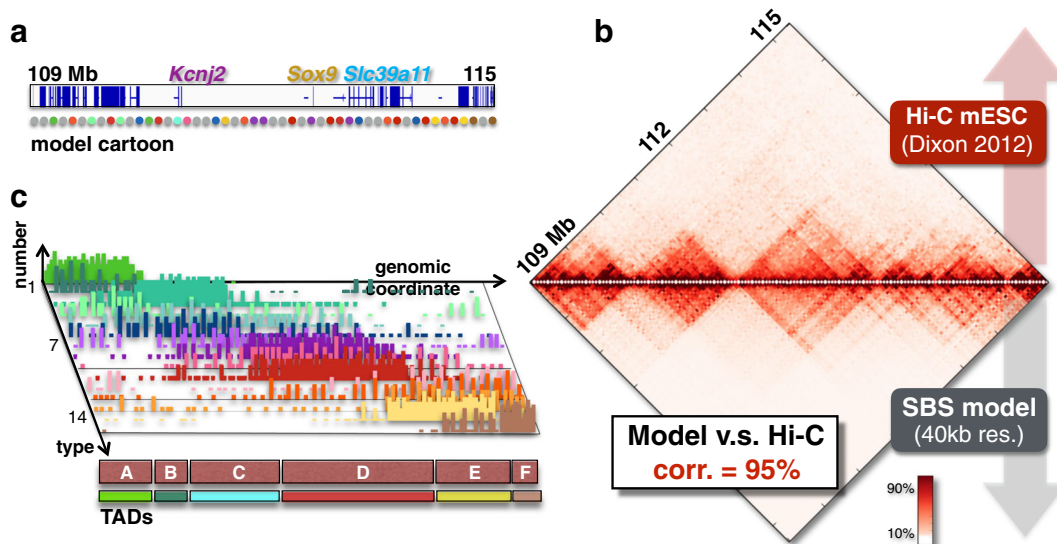 a
109 Mb Kcnj2 Sox9 Slc39a11 115
model cartoon
b
109 Mb
112
115
Hi-C mESC
(Dixon 2012)
SBS model
(40kb res.)
Model v.s. Hi-C
corr. = 95%
90%
10%
c
number
genomic
coordinate
1
7
14
type
A B C D E F
TADs